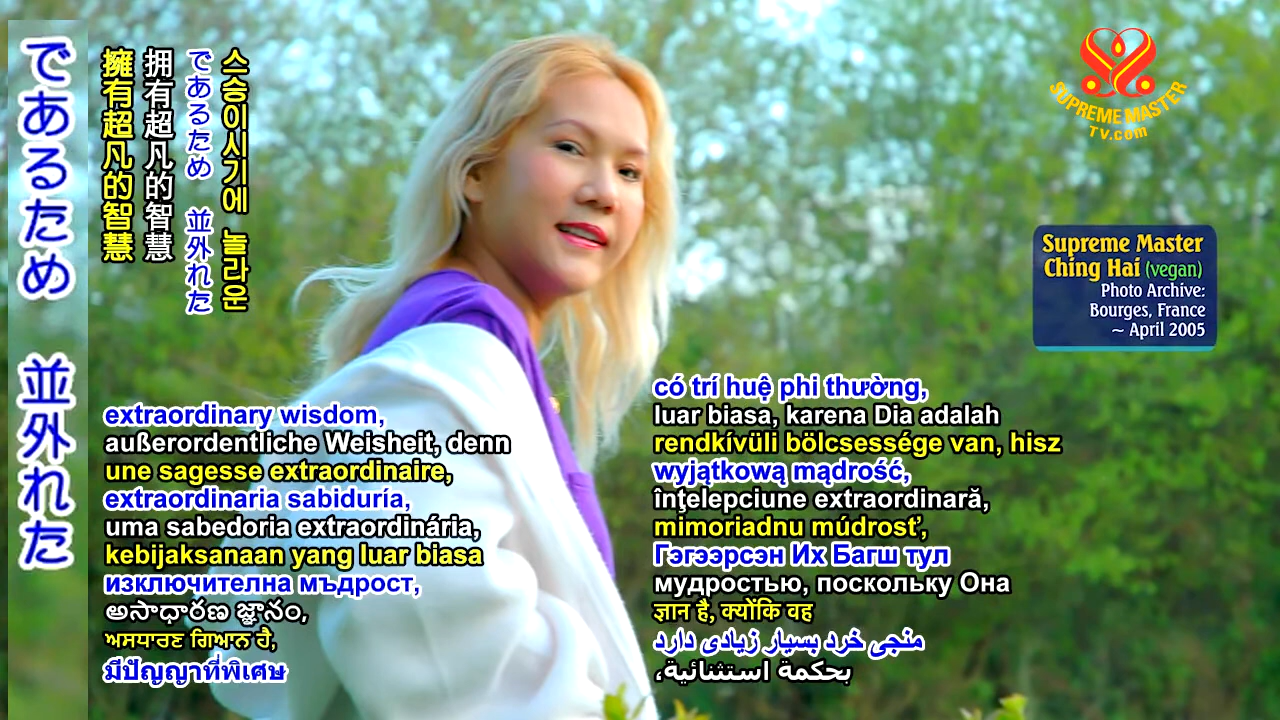 であるため 並外れた
擁有超凡的智慧
拥有超凡的智慧
であるため 並外れた
스승이시기에 놀라운
SUPREME MASTER
TV.com
Supreme Master
Ching Hai (vegan)
Photo Archive:
Bourges, France
~ April 2005
extraordinary wisdom,
außerordentliche Weisheit, denn
une sagesse extraordinaire,
extraordinaria sabiduría,
uma sabedoria extraordinária,
kebijaksanaan yang luar biasa
изключителна мъдрост,
అసాధారణ జ్ఞానం,
ਅਸਧਾਰਣ ਗਿਆਨ ਹੈ,
มีปัญญาที่พิเศษ
có trí huệ phi thường,
luar biasa, karena Dia adalah
rendkívüli bölcsessége van, hisz
wyjątkową mądrość,
înţelepciune extraordinară,
mimoriadnu múdrosť,
Гэгээрсэн Их Багш тул
мудростью, поскольку Она
ज्ञान है, क्योंकि वह
منجی خرد بسیار زیادی دارد
بحكمة استثنائية،